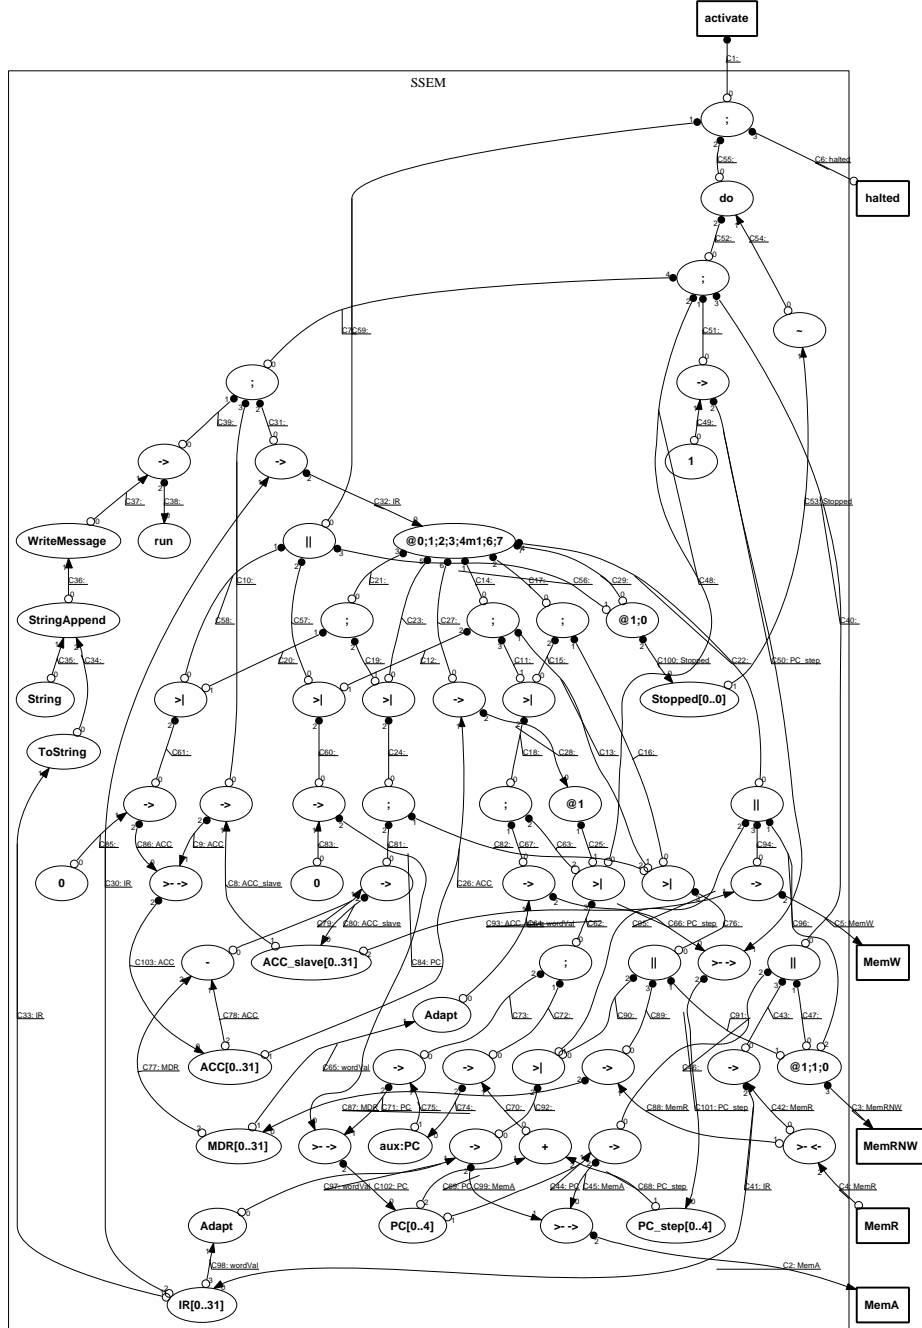 activate
C1:
SSEM
;
C6: halted
C55:
halted
do
C52:
C54:
;
~
C59:
C51:
;
->
C39:
C31:
C49:
->
->
1
C37:
C38:
C32: IR
C53: Stopped
WriteMessage
run
||
@0;1;2;3;4m1;6;7
C36:
C10:
C21:
C14:
C17:
C56:
C29:
C48:
C40:
StringAppend
C58:
C57:
C23:
C27:
;
;
;
@1;0
C35:
C34:
C20:
C19:
C12:
C11:
C15:
C100: Stopped
C22:
C50: PC_step
String
>|
>|
>|
->
>|
Stopped[0..0]
ToString
C61:
C60:
C24:
C18:
C28:
C13:
C16:
->
->
->
;
;
@1
||
C85:
C86: ACC
C9: ACC
C83:
C81:
C82:
C67:
C63:
C25:
C94:
0
>- ->
0
->
->
>|
>|
->
C30: IR
C8: ACC_slave
C26: ACC
C79:
C80: ACC_slave
C62:
C95:
C66: PC_step
C76:
C96:
C5: MemW
C103: ACC
-
ACC_slave[0..31]
C84: PC
;
||
>- ->
||
MemW
C33: IR
C78: ACC
Adapt
C73:
C72:
C90:
C89:
C91:
C43:
C47:
C77: MDR
ACC[0..31]
C65: wordVal
->
->
>|
->
->
@1;1;0
C87: MDR
C71: PC
C75:
C74:
C70:
C92:
C88: MemR
C101: PC_step
C42: MemR
C3: MemRNW
MDR[0..31]
>- ->
aux:PC
->
+
->
>- <-
MemRNW
C97: wordVal
C102: PC
C99: MemA
C45: MemA
C68: PC_step
C41: IR
C4: MemR
Adapt
PC[0..4]
>- ->
PC_step[0..4]
MemR
C98: wordVal
C2: MemA
IR[0..31]
MemA